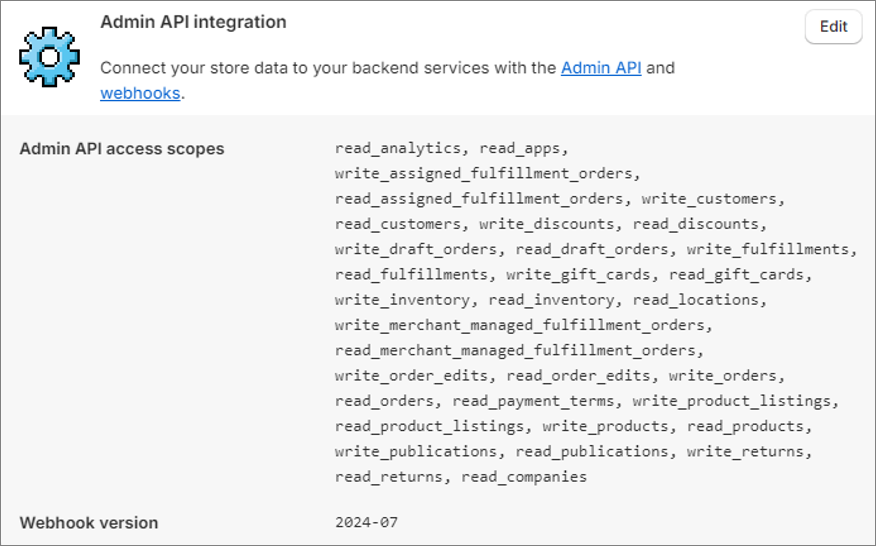 Admin API integration
Edit
Connect your store data to your backend services with the Admin API and
webhooks.
Admin API access scopes
read_analytics, read_apps,
write_assigned_fulfillment_orders,
read_assigned_fulfillment_orders, write_customers,
read_customers, write_discounts, read_discounts,
write_draft_orders, read_draft_orders, write_fulfillments,
read_fulfillments, write_gift_cards, read_gift_cards,
write_inventory, read_inventory, read_locations,
write_merchant_managed_fulfillment_orders,
read_merchant_managed_fulfillment_orders,
write_order_edits, read_order_edits, write_orders,
read_orders, read_payment_terms, write_product_listings,
read_product_listings, write_products, read_products,
write_publications, read_publications, write_returns,
read_returns, read_companies
Webhook version
2024-07